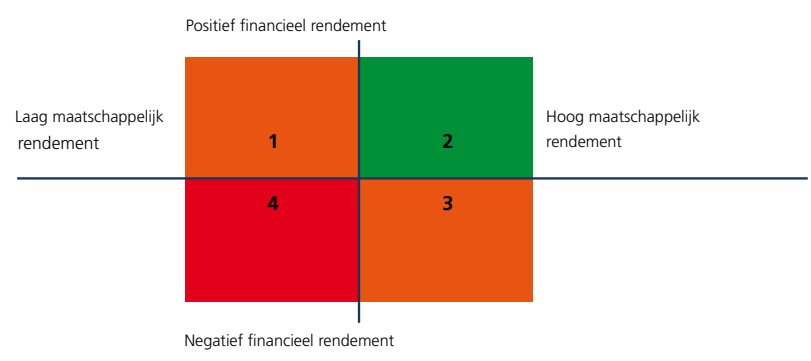 Positief financieel rendement
Laag maatschappelijk
rendement
Hoog maatschappelijk
rendement
1
2
4
3
Negatief financieel rendement